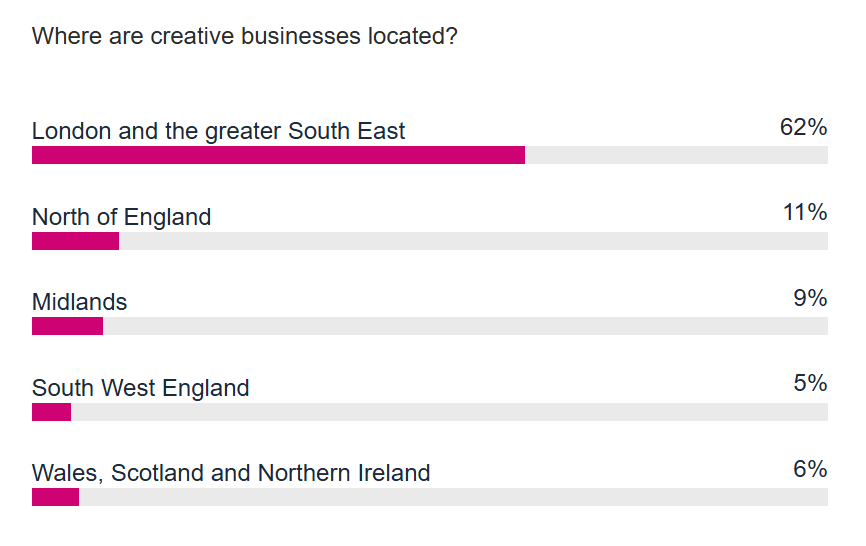 Where are creative businesses located?
London and the greater South East 62%
North of England 11%
Midlands 9%
South West England 5%
Wales, Scotland and Northern Ireland 6%